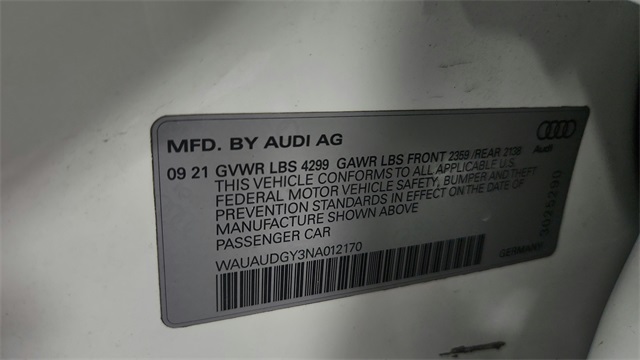 MFD. BY AUDI AG
Audi
09 21 GVWR LBS 4299 GAWR LBS FRONT 2359 /REAR 2138
THIS VEHICLE CONFORMS TO ALL APPLICABLE U.S.
FEDERAL MOTOR VEHICLE SAFETY, BUMPER AND THEFT
PREVENTION STANDARDS IN EFFECT ON THE DATE OF
MANUFACTURE SHOWN ABOVE
PASSENGER CAR
WAUAUDGY3NA012170
GERMANY